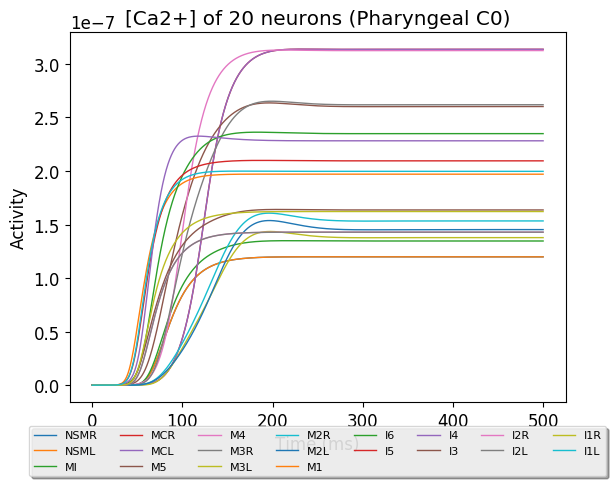 [Ca2+] of 20 neurons (Pharyngeal C0)
1e−7
3.0
2.5
2.0
1.5
1.0
0.5
0.0
Activity
0 100 200 300 400 500
Time (ms)
NSMR MCR M4 M2R I6 I4 I2R I1R
NSML MCL M3R M2L I5 I3 I2L I1L
MI M5 M3L M1